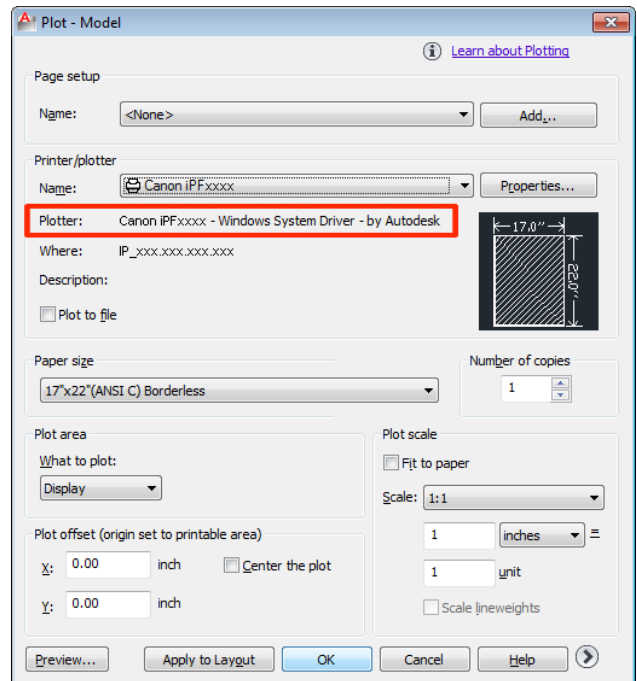 Plot - Model
Learn about Plotting
Page setup
Name: <None> Add...
Printer/plotter
Name: Canon iPFxxxx Properties...
Plotter: Canon iPFxxxx - Windows System Driver - by Autodesk
Where: IP_xxx.xxx.xxx.xxx
Description:
Plot to file
17.0''
22.0''
Paper size
17"x22"(ANSI C) Borderless
Number of copies
1
Plot area
What to plot:
Display
Plot scale
Fit to paper
Scale: 1:1
1 inches =
1 unit
Scale lineweights
Plot offset (origin set to printable area)
X: 0.00 inch Center the plot
Y: 0.00 inch
Preview... Apply to Layout OK Cancel Help